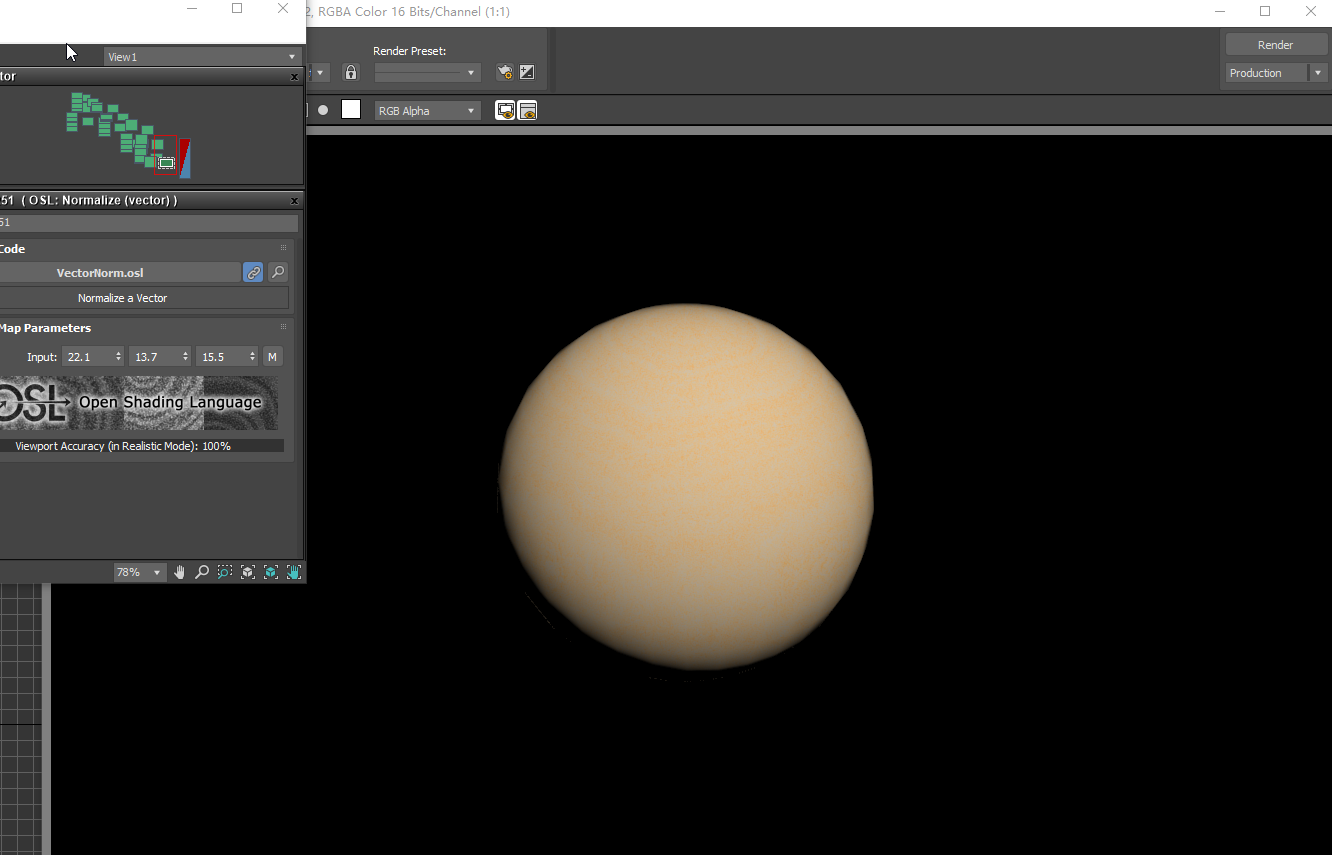 2, RGBA Color 16 Bits/Channel (1:1)
View1
Render Preset:
Render
Production
RGB Alpha
tor
51 ( OSL: Normalize (vector) )
51
Code
VectorNorm.osl
Normalize a Vector
Map Parameters
Input: 22.1 13.7 15.5 M
OSL Open Shading Language
Viewport Accuracy (in Realistic Mode): 100%
78%